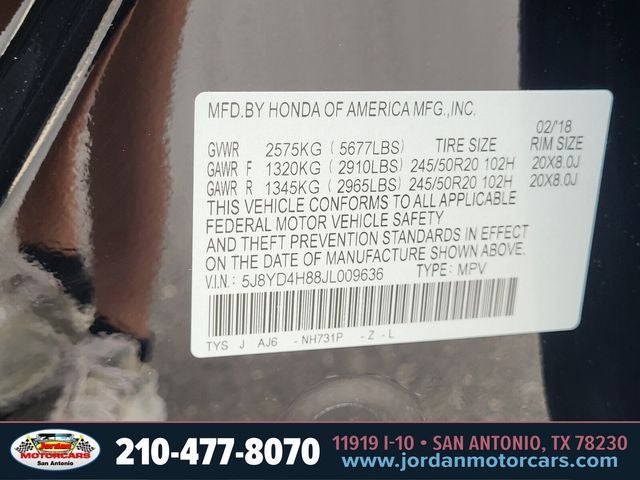 MFD.BY HONDA OF AMERICA MFG.,INC.
02/'18
GVWR 2575KG ( 5677LBS) TIRE SIZE RIM SIZE
GAWR F 1320KG ( 2910LBS) 245/50R20 102H 20X8.0J
GAWR R 1345KG ( 2965LBS) 245/50R20 102H 20X8.0J
THIS VEHICLE CONFORMS TO ALL APPLICABLE
FEDERAL MOTOR VEHICLE SAFETY
AND THEFT PREVENTION STANDARDS IN EFFECT
ON THE DATE OF MANUFACTURE SHOWN ABOVE.
V.I.N.: 5J8YD4H88JL009636 TYPE: MPV
TYS J AJ6 - NH731P - Z - L
Jordan
MOTORCARS
San Antonio
210-477-8070
11919 I-10 • SAN ANTONIO, TX 78230
www.jordanmotorcars.com